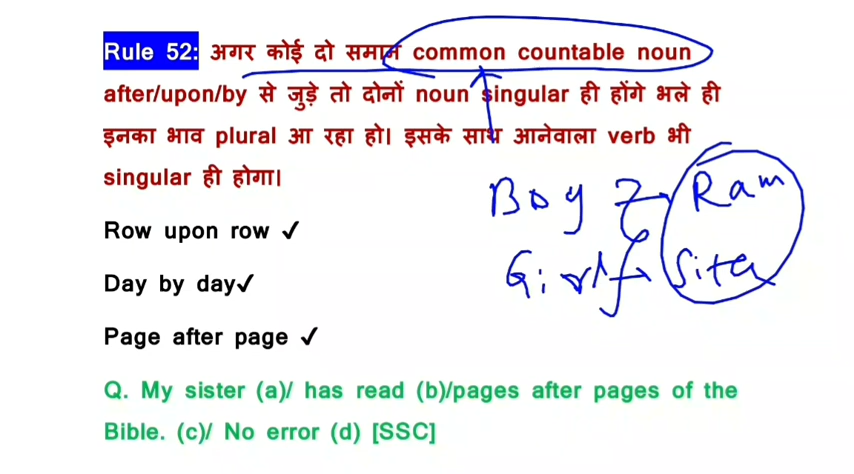 Rule 52: अगर कोई दो समान common countable noun
after/upon/by से जुड़े तो दोनों noun singular ही होंगे भले ही
इनका भाव plural आ रहा हो। इसके साथ आनेवाला verb भी
singular ही होगा।
Boy Ram
Row upon row ✓
Girl Sita
Day by day✓
Page after page ✓
Q. My sister (a)/ has read (b)/pages after pages of the
Bible. (c)/ No error (d) [SSC]